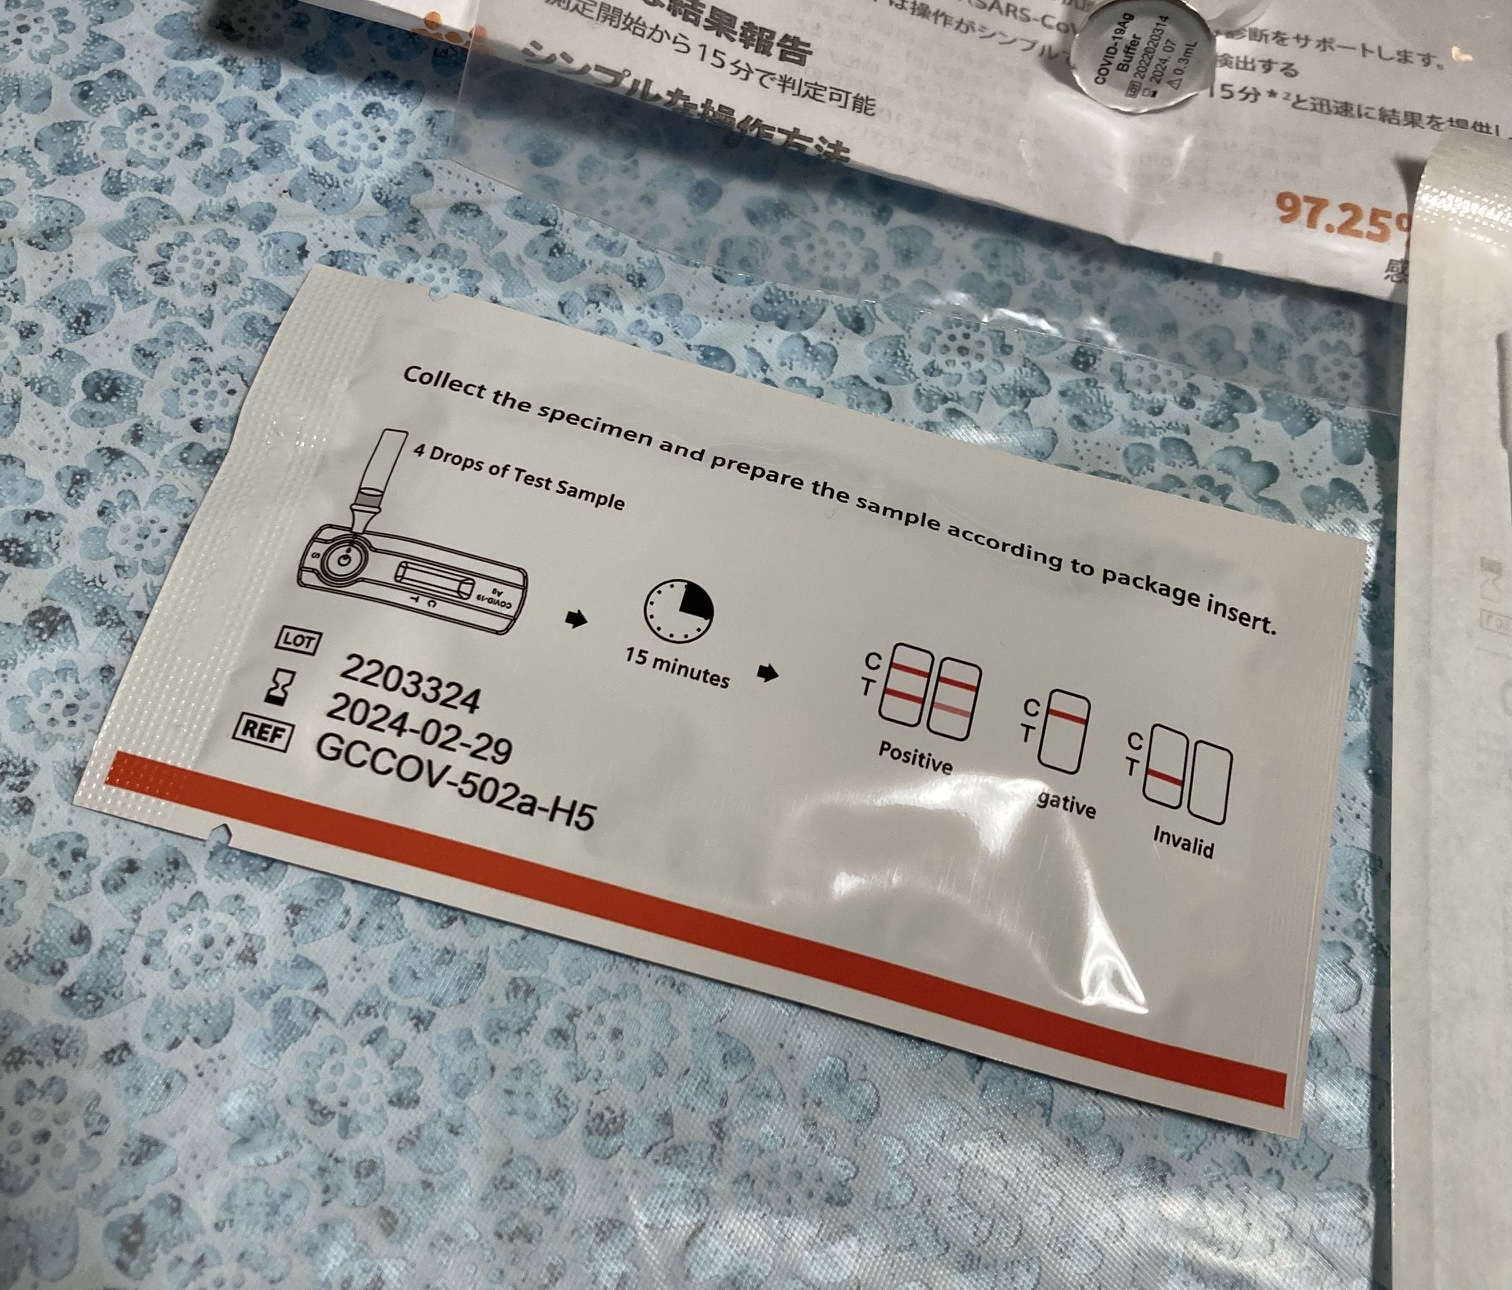 結果報告
測定開始から15分で判定可能
シンプルな操作方法
SARS-CoV
は操作がシンプルで
診断をサポートします。
検出する
15分*²と迅速に結果を提供し
97.25%
感
COVID-19Ag
Buffer
LOT 2022020314
2024.07
0.3mL
Collect the specimen and prepare the sample according to package insert.
4 Drops of Test Sample
S
COVID-19
Ag
C
T
15 minutes
C
T
Positive
C
T
gative
C
T
Invalid
LOT 2203324
2024-02-29
REF GCCOV-502a-H5